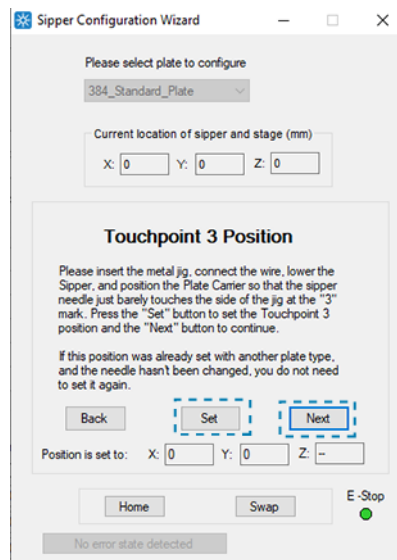 Sipper Configuration Wizard
Please select plate to configure
384_Standard_Plate
Current location of sipper and stage (mm)
X: 0 Y: 0 Z: 0
Touchpoint 3 Position
Please insert the metal jig, connect the wire, lower the
Sipper, and position the Plate Carrier so that the sipper
needle just barely touches the side of the jig at the "3"
mark. Press the "Set" button to set the Touchpoint 3
position and the "Next" button to continue.
If this position was already set with another plate type,
and the needle hasn't been changed, you do not need
to set it again.
Back Set Next
Position is set to: X: 0 Y: 0 Z: --
Home Swap E -Stop
No error state detected